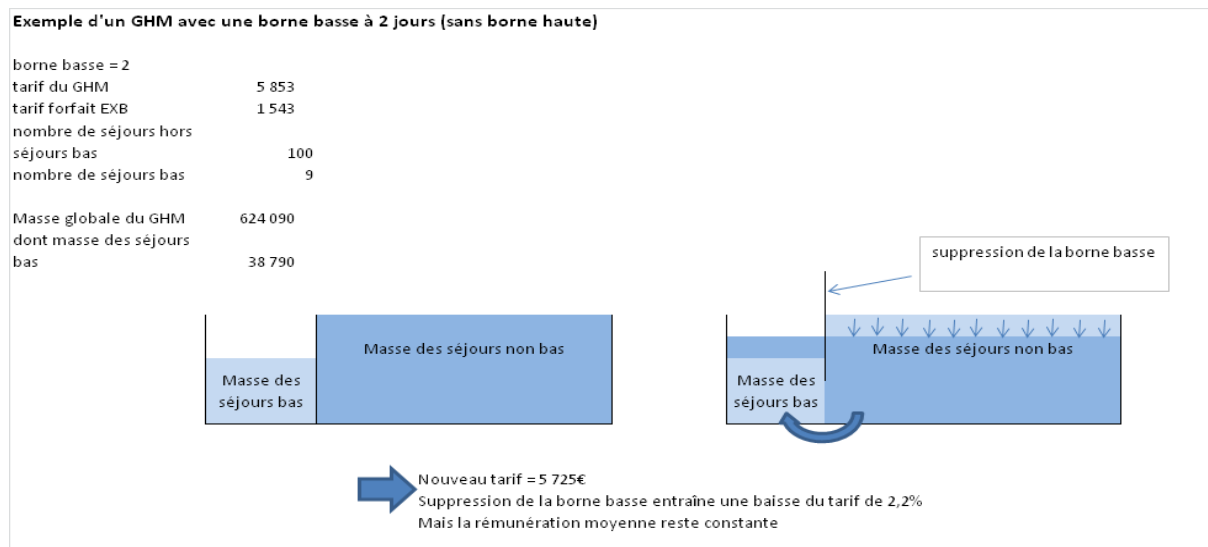 Exemple d'un GHM avec une borne basse à 2 jours (sans borne haute)
borne basse = 2
tarif du GHM 5 853
tarif forfait EXB 1 543
nombre de séjours hors
séjours bas 100
nombre de séjours bas 9
Masse globale du GHM 624 090
dont masse des séjours
bas 38 790
suppression de la borne basse
Masse des séjours non bas
Masse des
séjours bas
Masse des séjours non bas
Masse des
séjours bas
Nouveau tarif = 5 725€
Suppression de la borne basse entraîne une baisse du tarif de 2,2%
Mais la rémunération moyenne reste constante